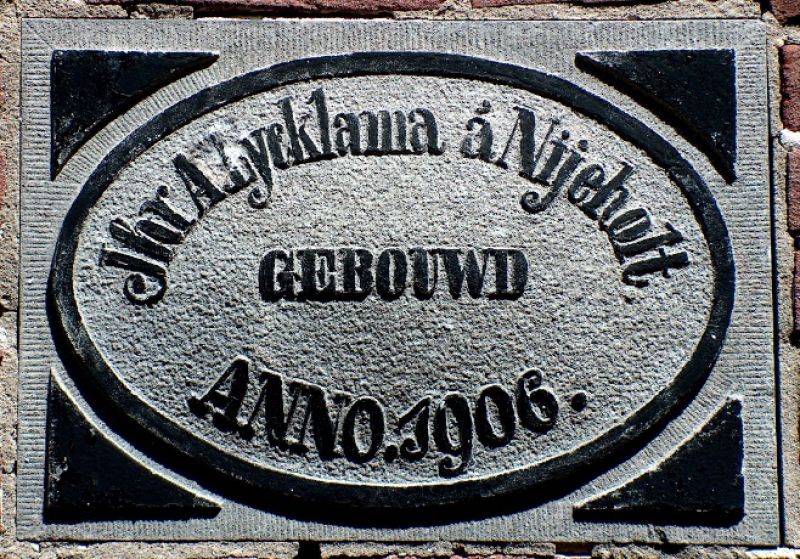 Jhr A Lycklama á Nijeholt
GEBOUWD
ANNO. 1906.